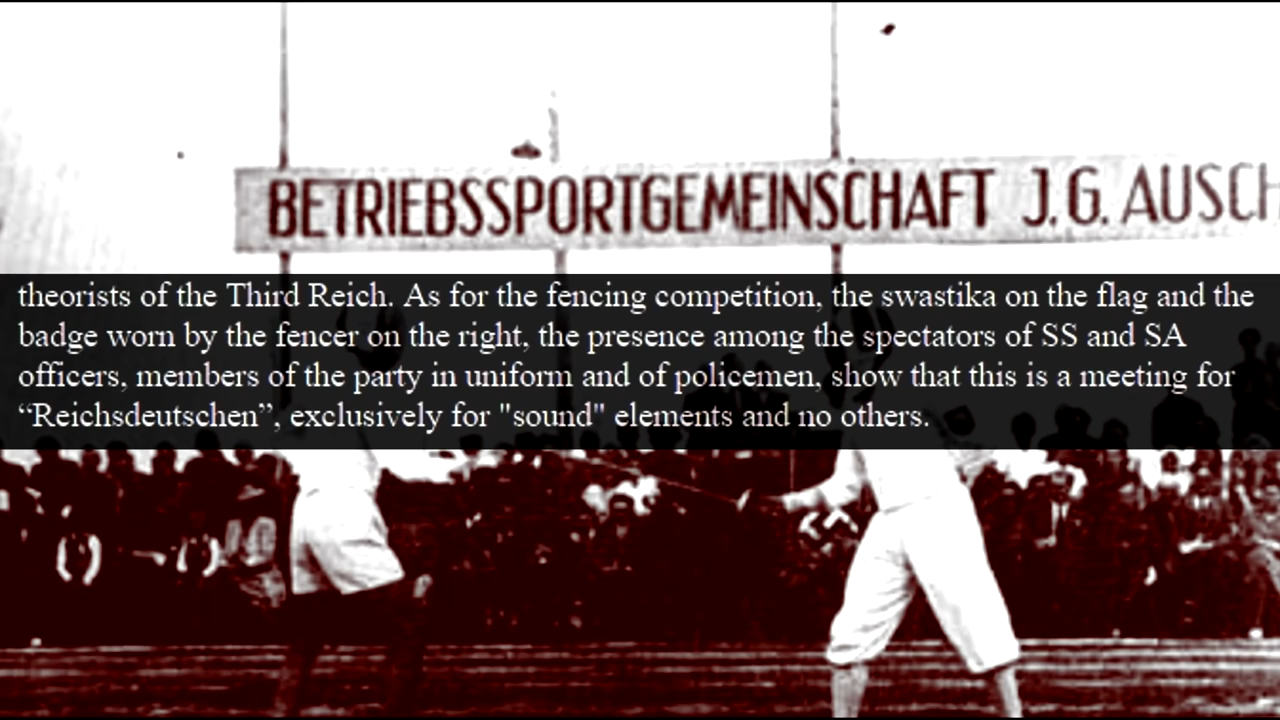 BETRIEBSSPORTGEMEINSCHAFT J.G. AUSCH
theorists of the Third Reich. As for the fencing competition, the swastika on the flag and the
badge worn by the fencer on the right, the presence among the spectators of SS and SA
officers, members of the party in uniform and of policemen, show that this is a meeting for
“Reichsdeutschen”, exclusively for "sound" elements and no others.